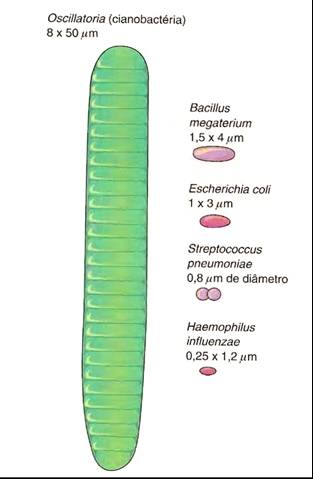 Oscillatoria (cianobactéria)
8 x 50 μm
Bacillus
megaterium
1,5 x 4 μm
Escherichia coli
1 x 3 μm
Streptococcus
pneumoniae
0,8 μm de diâmetro
Haemophilus
influenzae
0,25 x 1,2 μm